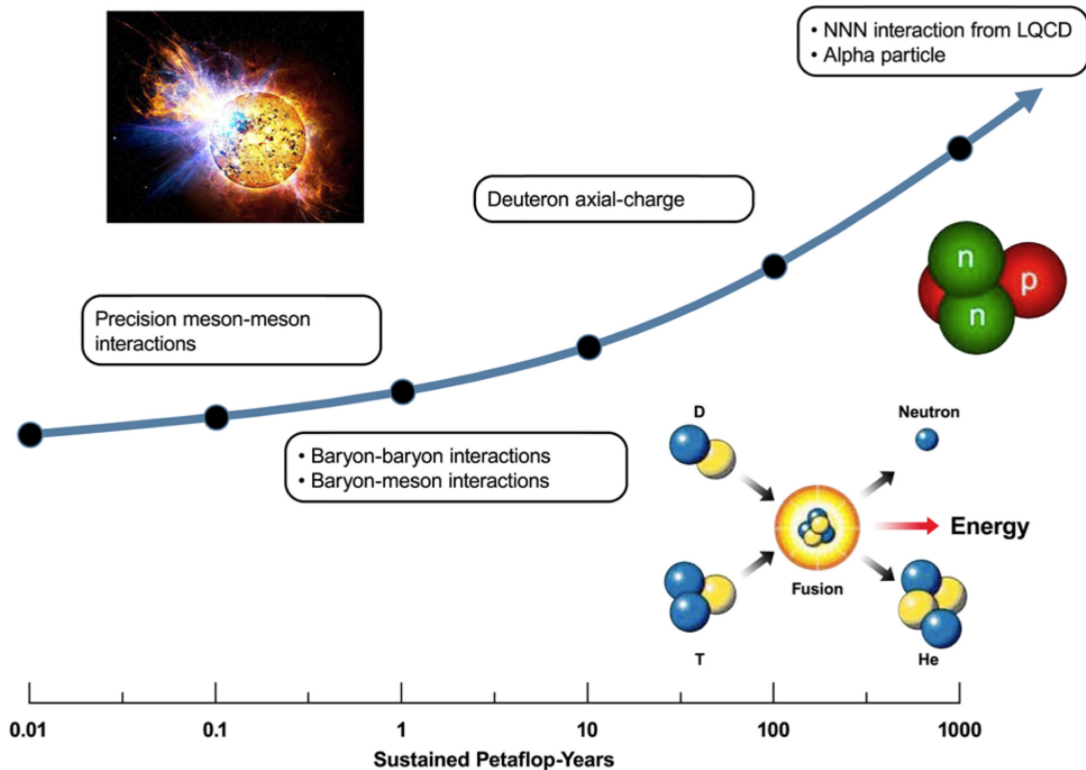 • NNN interaction from LQCD
• Alpha particle
Deuteron axial-charge
n
p
n
Precision meson-meson
interactions
• Baryon-baryon interactions
• Baryon-meson interactions
D
Neutron
Energy
Fusion
T
He
0.01 0.1 1 10 100 1000
Sustained Petaflop-Years